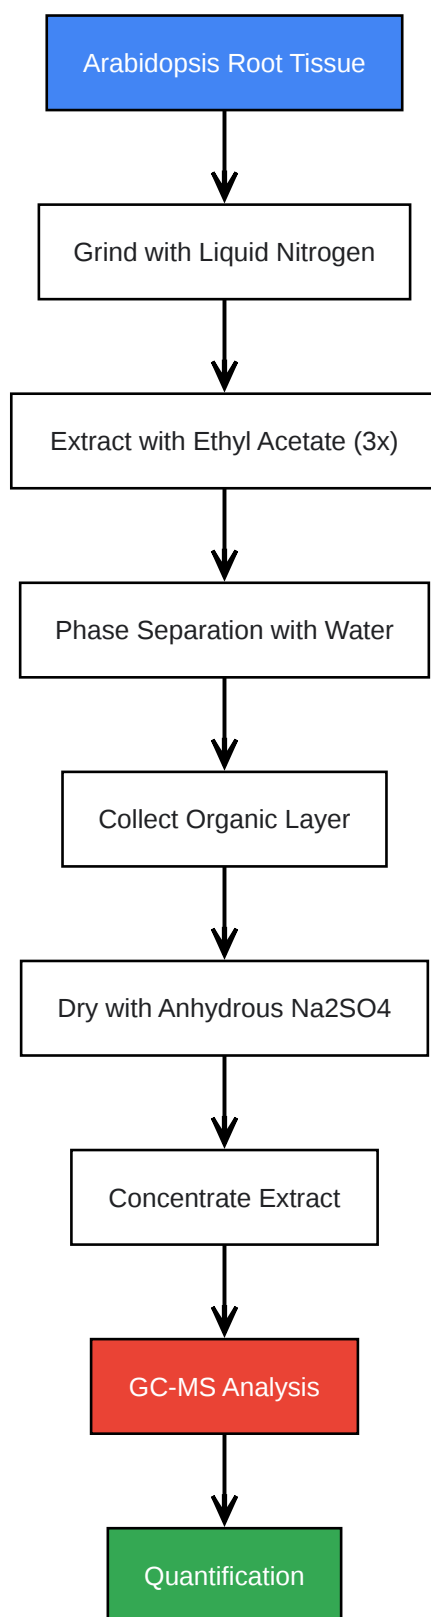 Arabidopsis Root Tissue
Grind with Liquid Nitrogen
Extract with Ethyl Acetate (3x)
Phase Separation with Water
Collect Organic Layer
Dry with Anhydrous Na2SO4
Concentrate Extract
GC-MS Analysis
Quantification